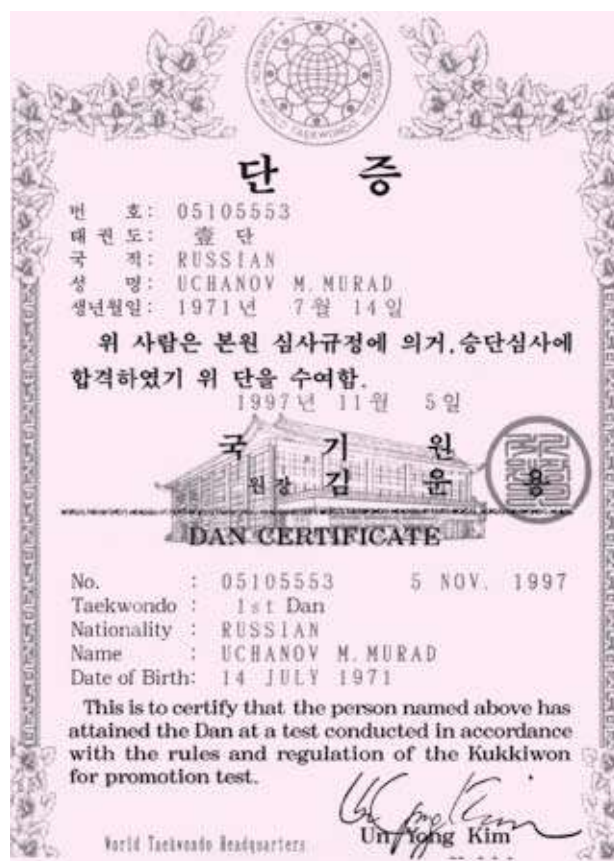 단 증
번 호: 05105553
태권도: 壹 단
국 적: RUSSIAN
성 명: UCHANOV M. MURAD
생년월일: 1971년 7월 14일
위 사람은 본원 심사규정에 의거,승단심사에
합격하였기 위 단을 수여함.
1997년 11월 5일
국 기 원
원장 김 운 용
DAN CERTIFICATE
No. : 05105553 5 NOV. 1997
Taekwondo : 1st Dan
Nationality : RUSSIAN
Name : UCHANOV M. MURAD
Date of Birth: 14 JULY 1971
This is to certify that the person named above has
attained the Dan at a test conducted in accordance
with the rules and regulation of the Kukkiwon
for promotion test.
Un Yong Kim
World Taekwondo Headquarters